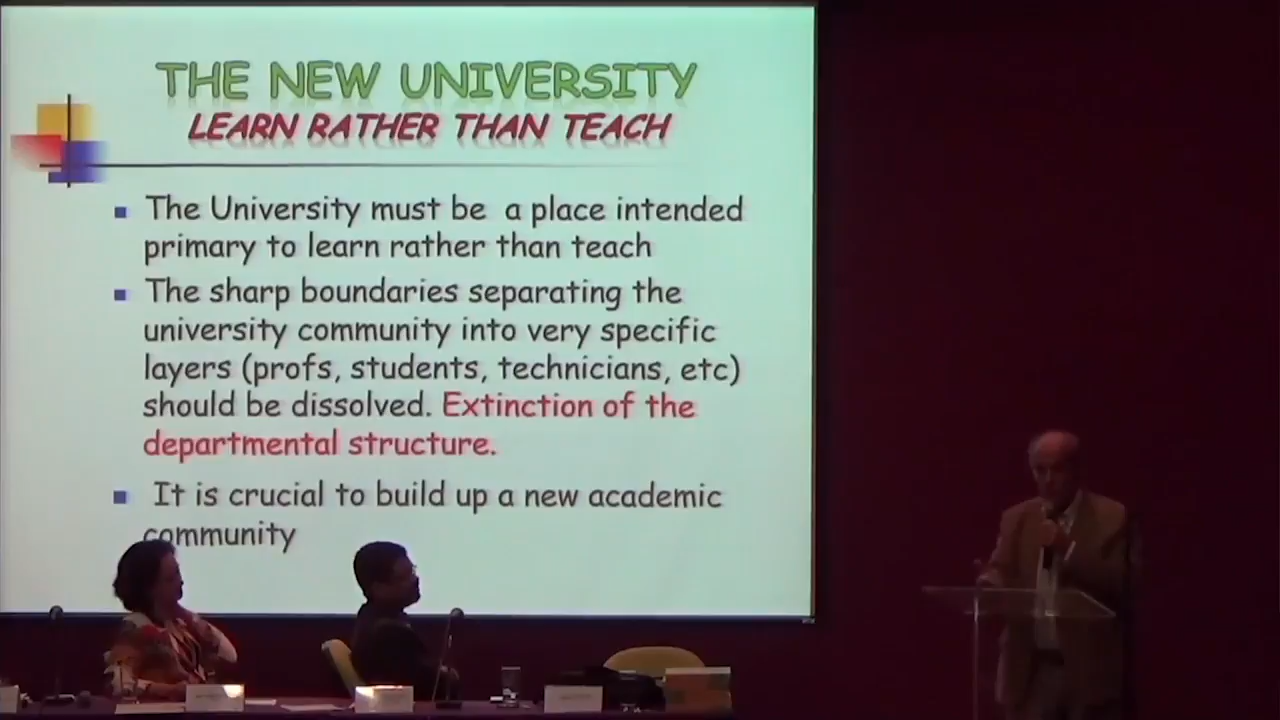 THE NEW UNIVERSITY
LEARN RATHER THAN TEACH
The University must be a place intended
primary to learn rather than teach
The sharp boundaries separating the
university community into very specific
layers (profs, students, technicians, etc)
should be dissolved. Extinction of the
departmental structure.
It is crucial to build up a new academic
community